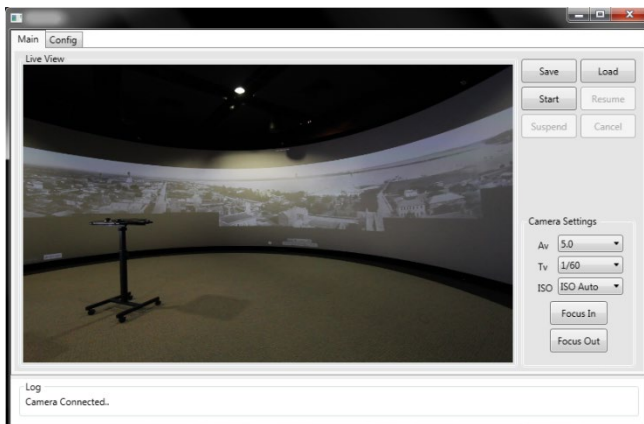 Main Config
Live View
Save Load
Start Resume
Suspend Cancel
Camera Settings
Av 5.0
Tv 1/60
ISO ISO Auto
Focus In
Focus Out
Log
Camera Connected..